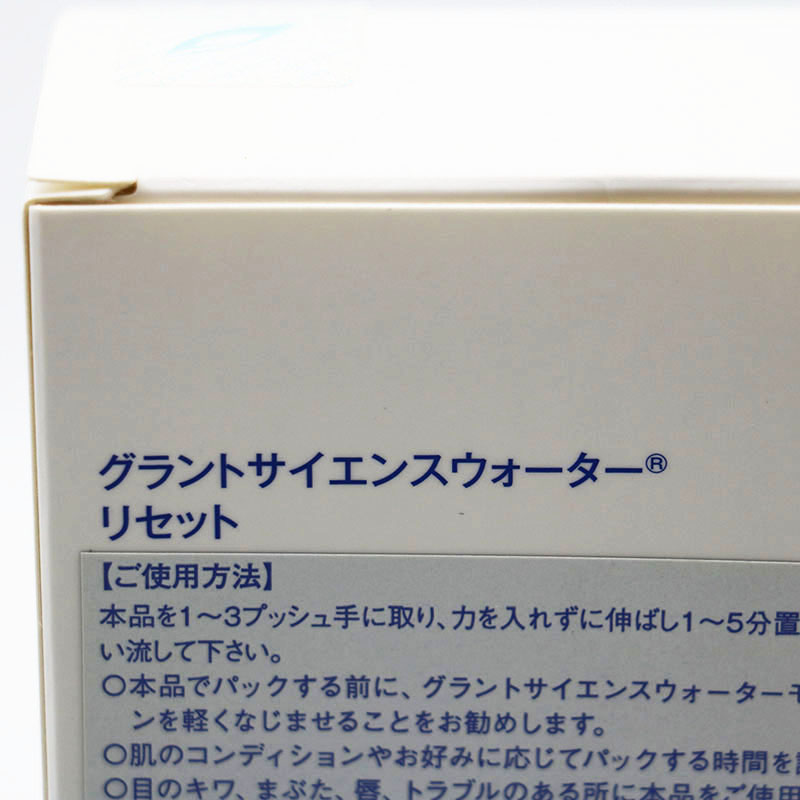 グラントサイエンスウォーター®
リセット
【ご使用方法】
本品を1〜3プッシュ手に取り、力を入れずに伸ばし1〜5分置
い流して下さい。
○本品でパックする前に、グラントサイエンスウォーターモ
ンを軽くなじませることをお勧めします。
○肌のコンディションやお好みに応じてパックする時間を
○目のキワ、まぶた、唇、トラブルのある所に本品をご使用